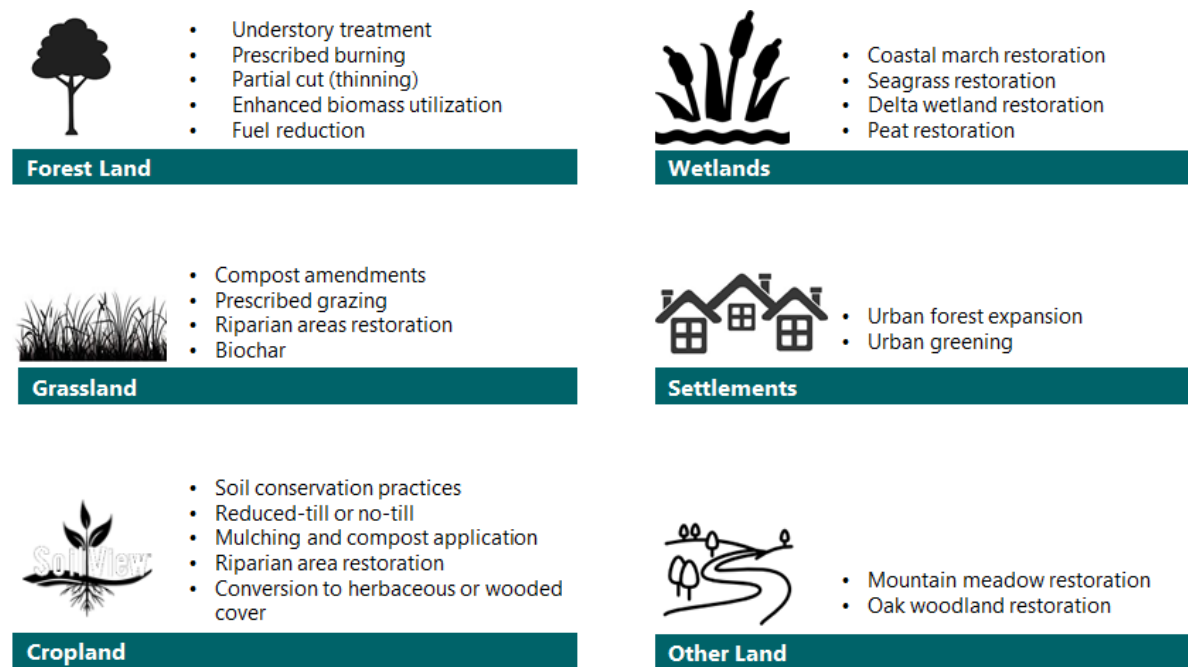 • Understory treatment
• Prescribed burning
• Partial cut (thinning)
• Enhanced biomass utilization
• Fuel reduction
Forest Land
• Coastal march restoration
• Seagrass restoration
• Delta wetland restoration
• Peat restoration
Wetlands
• Compost amendments
• Prescribed grazing
• Riparian areas restoration
• Biochar
Grassland
• Urban forest expansion
• Urban greening
Settlements
• Soil conservation practices
• Reduced-till or no-till
• Mulching and compost application
• Riparian area restoration
• Conversion to herbaceous or wooded
cover
SoilView
Cropland
• Mountain meadow restoration
• Oak woodland restoration
Other Land